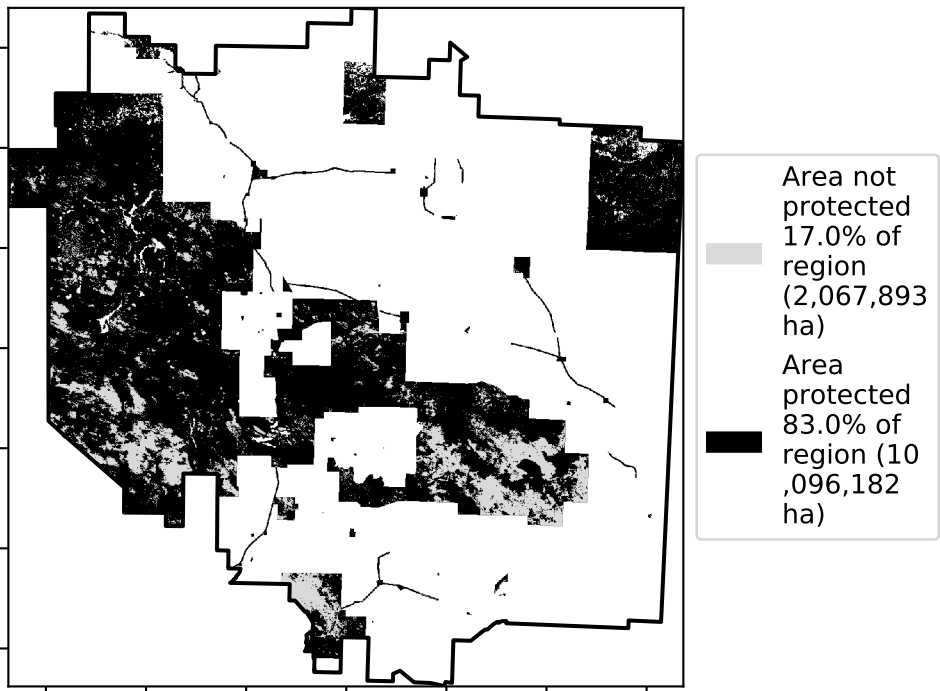 Area not
protected
17.0% of
region
(2,067,893
ha)
Area
protected
83.0% of
region (10
,096,182
ha)